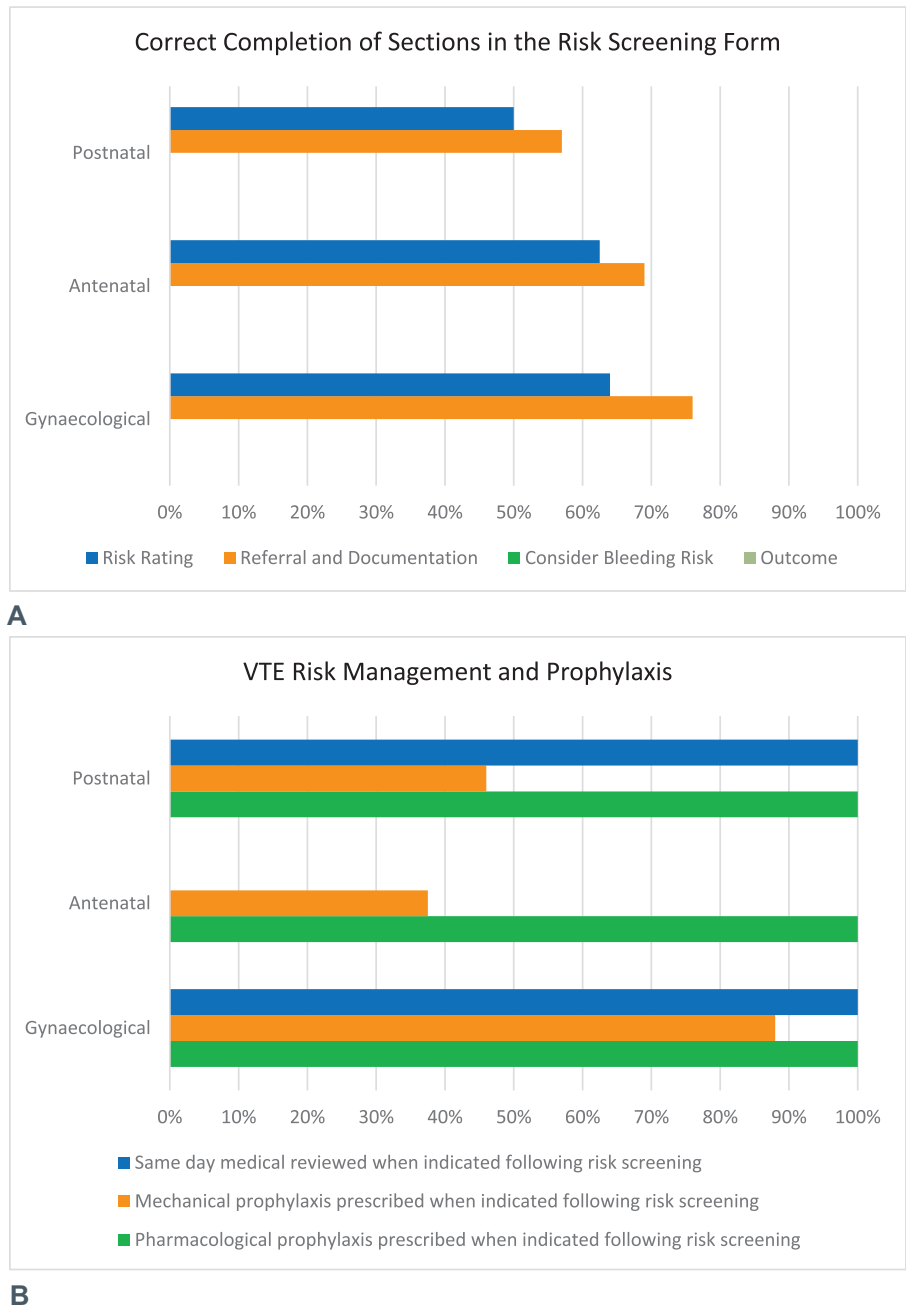 Correct Completion of Sections in the Risk Screening Form
Postnatal
Antenatal
Gynaecological
0% 10% 20% 30% 40% 50% 60% 70% 80% 90% 100%
Risk Rating Referral and Documentation Consider Bleeding Risk Outcome
A
VTE Risk Management and Prophylaxis
Postnatal
Antenatal
Gynaecological
0% 10% 20% 30% 40% 50% 60% 70% 80% 90% 100%
Same day medical reviewed when indicated following risk screening
Mechanical prophylaxis prescribed when indicated following risk screening
Pharmacological prophylaxis prescribed when indicated following risk screening
B